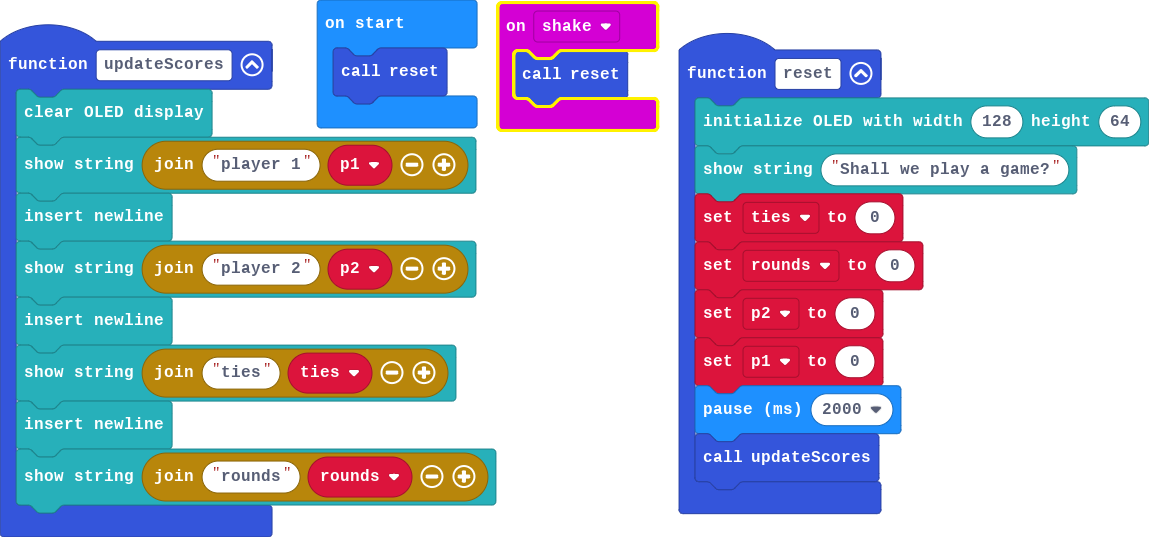 function updateScores
clear OLED display
show string join "player 1" p1
insert newline
show string join "player 2" p2
insert newline
show string join "ties" ties
insert newline
show string join "rounds" rounds
on start
call reset
on shake
call reset
function reset
initialize OLED with width 128 height 64
show string "Shall we play a game?"
set ties to 0
set rounds to 0
set p2 to 0
set p1 to 0
pause (ms) 2000
call updateScores